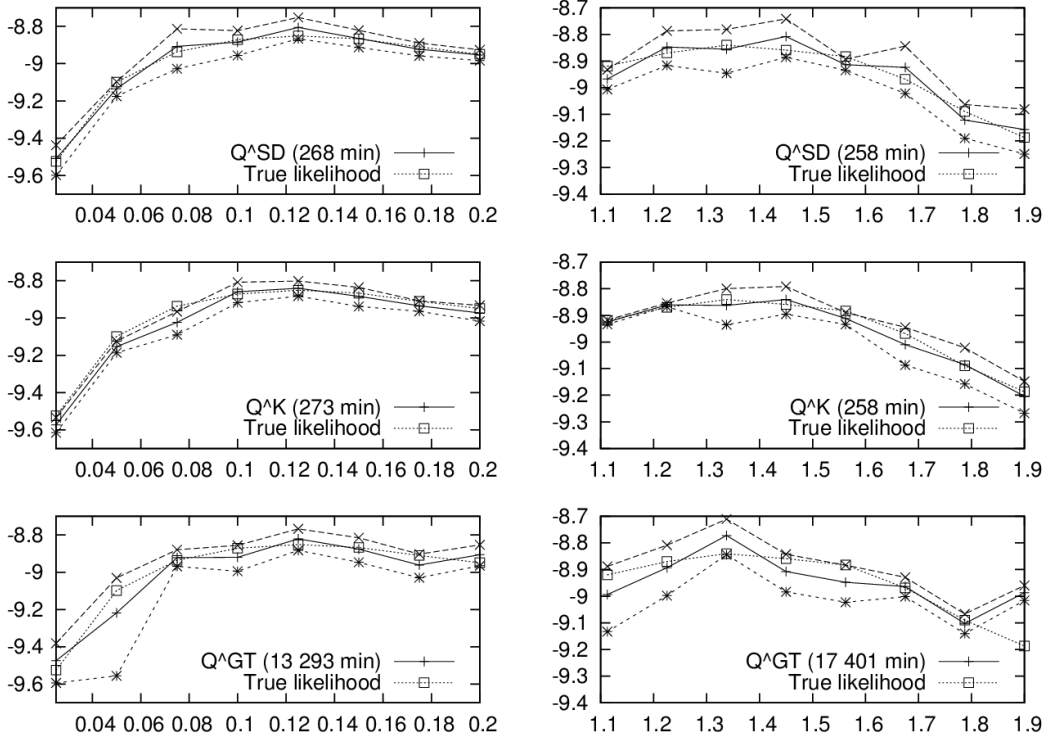 -8.8
-9
-9.2
-9.4
-9.6
Q^SD (268 min)
True likelihood
0.04 0.06 0.08 0.1 0.12 0.14 0.16 0.18 0.2
-8.7
-8.8
-8.9
-9
-9.1
-9.2
-9.3
-9.4
Q^SD (258 min)
True likelihood
1.1 1.2 1.3 1.4 1.5 1.6 1.7 1.8 1.9
-8.8
-9
-9.2
-9.4
-9.6
Q^K (273 min)
True likelihood
0.04 0.06 0.08 0.1 0.12 0.14 0.16 0.18 0.2
-8.7
-8.8
-8.9
-9
-9.1
-9.2
-9.3
-9.4
Q^K (258 min)
True likelihood
1.1 1.2 1.3 1.4 1.5 1.6 1.7 1.8 1.9
-8.8
-9
-9.2
-9.4
-9.6
Q^GT (13 293 min)
True likelihood
0.04 0.06 0.08 0.1 0.12 0.14 0.16 0.18 0.2
-8.7
-8.8
-8.9
-9
-9.1
-9.2
-9.3
-9.4
Q^GT (17 401 min)
True likelihood
1.1 1.2 1.3 1.4 1.5 1.6 1.7 1.8 1.9